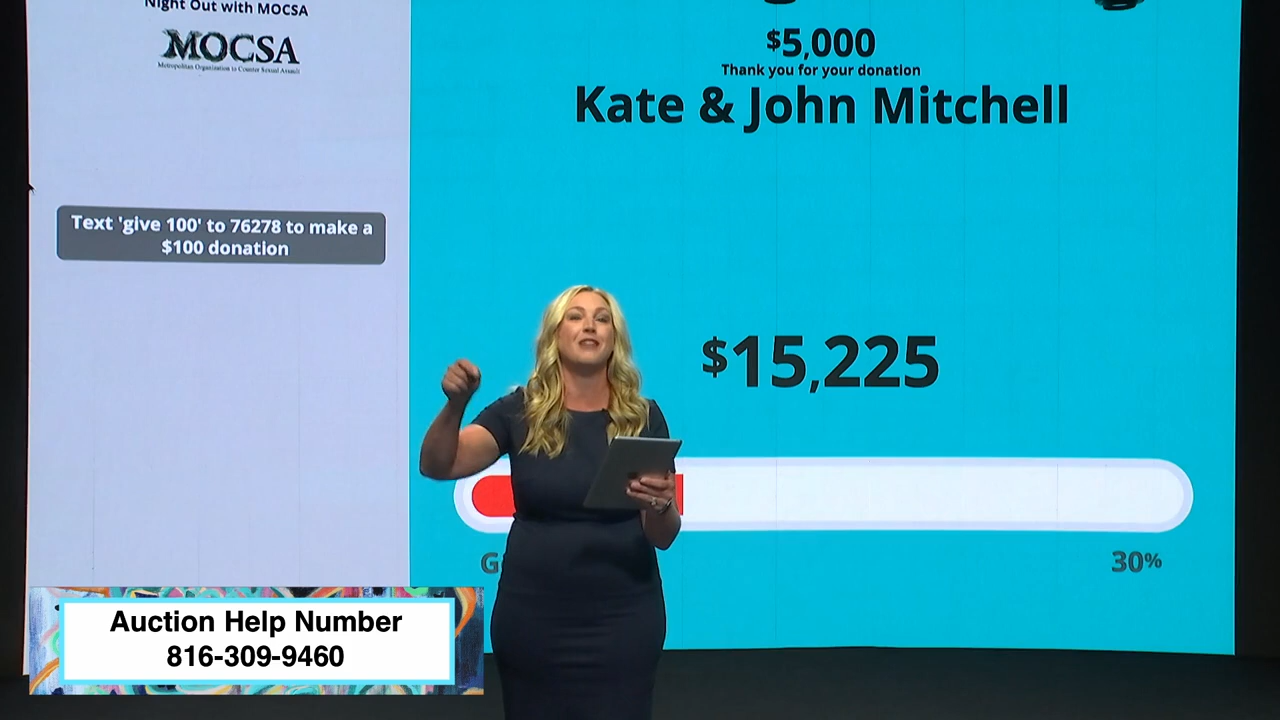 Night Out with MOCSA
MOCSA
Metropolitan Organization to Counter Sexual Assault
Text 'give 100' to 76278 to make a
$100 donation
$5,000
Thank you for your donation
Kate & John Mitchell
$15,225
30%
Auction Help Number
816-309-9460